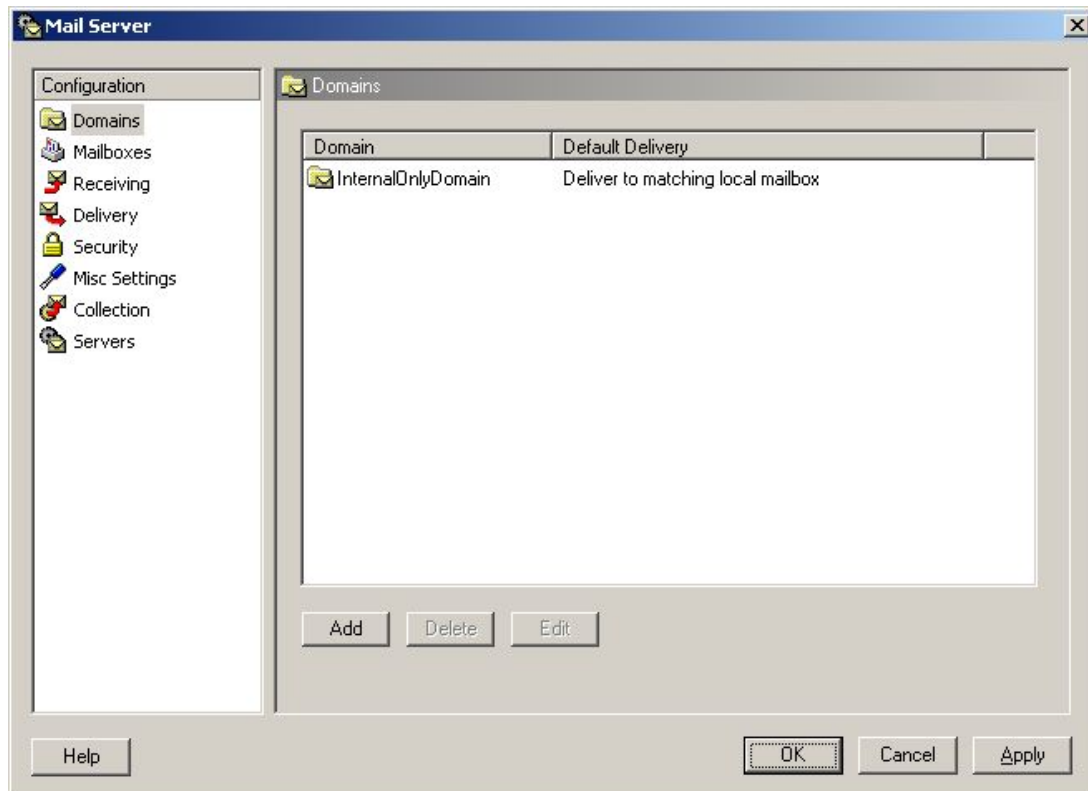 Mail Server
Configuration
Domains
Mailboxes
Receiving
Delivery
Security
Misc Settings
Collection
Servers
Domains
Domain Default Delivery
InternalOnlyDomain Deliver to matching local mailbox
Add Delete Edit
Help OK Cancel Apply